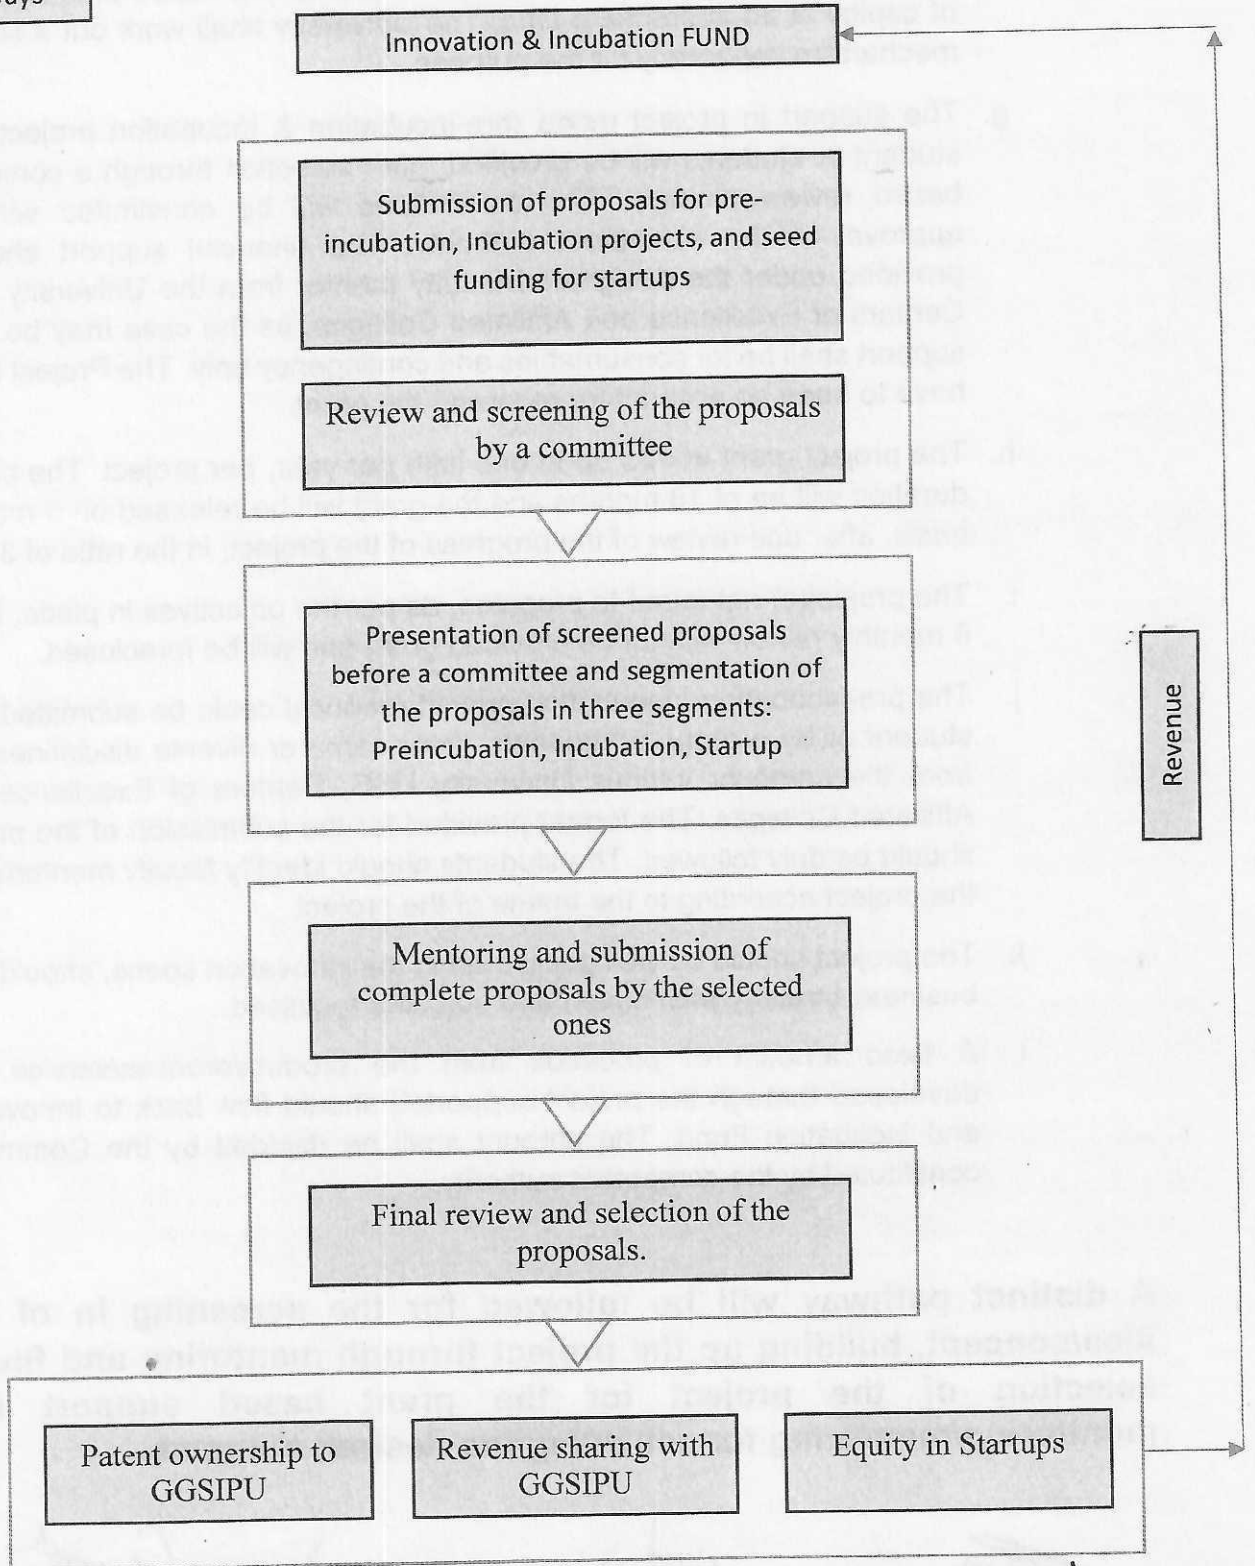 Innovation & Incubation FUND
Submission of proposals for pre-
incubation, Incubation projects, and seed
funding for startups
Review and screening of the proposals
by a committee
Presentation of screened proposals
before a committee and segmentation of
the proposals in three segments:
Preincubation, Incubation, Startup
Revenue
Mentoring and submission of
complete proposals by the selected
ones
Final review and selection of the
proposals.
Patent ownership to
GGSIPU
Revenue sharing with
GGSIPU
Equity in Startups